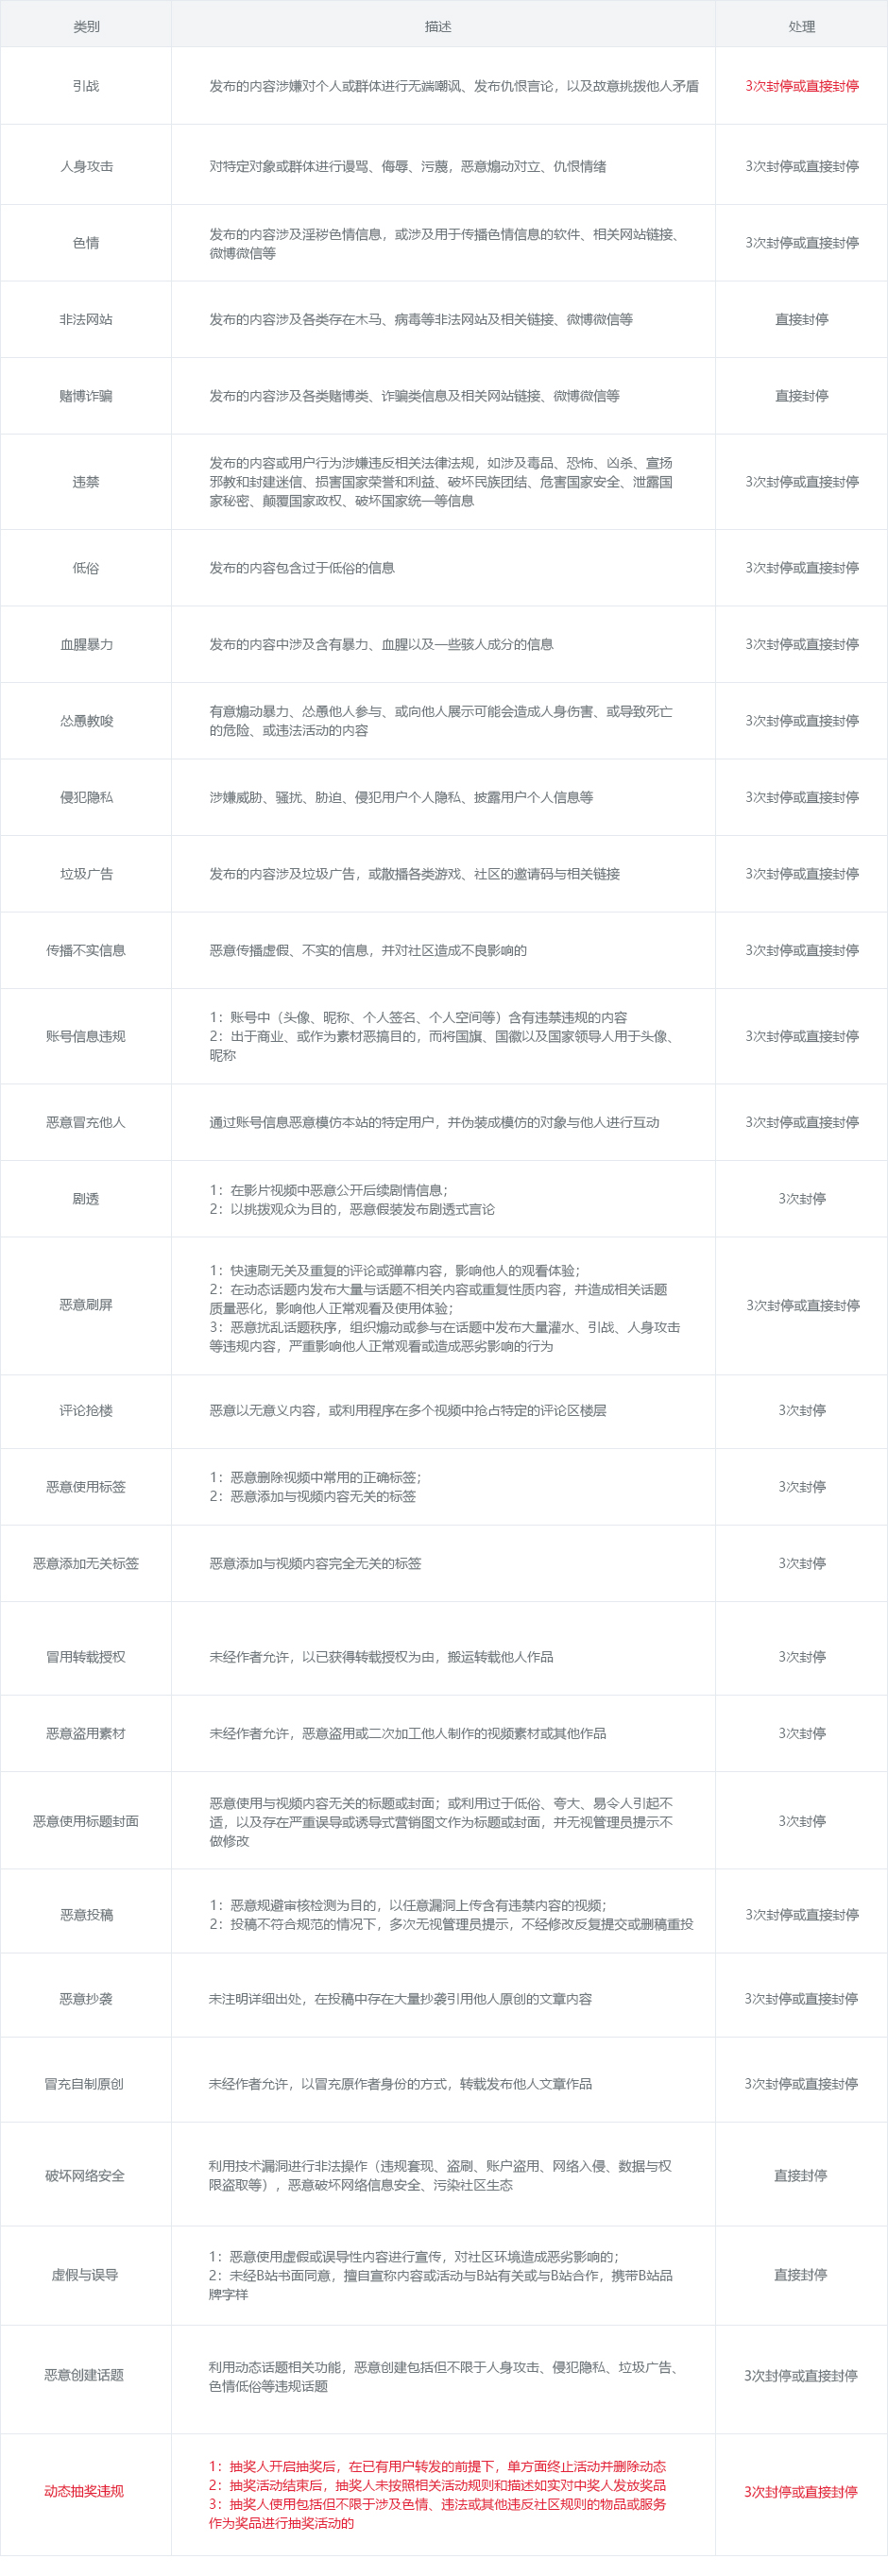 类别 描述 处理
引战 发布的内容涉嫌对个人或群体进行无端嘲讽、发布仇恨言论，以及故意挑拨他人矛盾 3次封停或直接封停
人身攻击 对特定对象或群体进行谩骂、侮辱、污蔑，恶意煽动对立、仇恨情绪 3次封停或直接封停
色情 发布的内容涉及淫秽色情信息，或涉及用于传播色情信息的软件、相关网站链接、 3次封停或直接封停
微博微信等
非法网站 发布的内容涉及各类存在木马、病毒等非法网站及相关链接、微博微信等 直接封停
赌博诈骗 发布的内容涉及各类赌博类、诈骗类信息及相关网站链接、微博微信等 直接封停
发布的内容或用户行为涉嫌违反相关法律法规，如涉及毒品、恐怖、凶杀、宣扬
违禁 邪教和封建迷信、损害国家荣誉和利益、破坏民族团结、危害国家安全、泄露国 3次封停或直接封停
家秘密、颠覆国家政权、破坏国家统一等信息
低俗 发布的内容包含过于低俗的信息 3次封停或直接封停
血腥暴力 发布的内容中涉及含有暴力、血腥以及一些骇人成分的信息 3次封停或直接封停
怂恿教唆 有意煽动暴力、怂恿他人参与、或向他人展示可能会造成人身伤害、或导致死亡 3次封停或直接封停
的危险、或违法活动的内容
侵犯隐私 涉嫌威胁、骚扰、胁迫、侵犯用户个人隐私、披露用户个人信息等 3次封停或直接封停
垃圾广告 发布的内容涉及垃圾广告，或散播各类游戏、社区的邀请码与相关链接 3次封停或直接封停
传播不实信息 恶意传播虚假、不实的信息，并对社区造成不良影响的 3次封停或直接封停
1：账号中（头像、昵称、个人签名、个人空间等）含有违禁违规的内容
账号信息违规 2：出于商业、或作为素材恶搞目的，而将国旗、国徽以及国家领导人用于头像、 3次封停或直接封停
昵称
恶意冒充他人 通过账号信息恶意模仿本站的特定用户，并伪装成模仿的对象与他人进行互动 3次封停或直接封停
剧透 1：在影片视频中恶意公开后续剧情信息； 3次封停
2：以挑拨观众为目的，恶意假装发布剧透式言论
1：快速刷无关及重复的评论或弹幕内容，影响他人的观看体验；
2：在动态话题内发布大量与话题不相关内容或重复性质内容，并造成相关话题
恶意刷屏 质量恶化，影响他人正常观看及使用体验； 3次封停或直接封停
3：恶意扰乱话题秩序，组织煽动或参与在话题中发布大量灌水、引战、人身攻击
等违规内容，严重影响他人正常观看或造成恶劣影响的行为
评论抢楼 恶意以无意义内容，或利用程序在多个视频中抢占特定的评论区楼层 3次封停
恶意使用标签 1：恶意删除视频中常用的正确标签； 3次封停
2：恶意添加与视频内容无关的标签
恶意添加无关标签 恶意添加与视频内容完全无关的标签 3次封停
冒用转载授权 未经作者允许，以已获得转载授权为由，搬运转载他人作品 3次封停
恶意盗用素材 未经作者允许，恶意盗用或二次加工他人制作的视频素材或其他作品 3次封停
恶意使用与视频内容无关的标题或封面；或利用过于低俗、夸大、易令人引起不
恶意使用标题封面 适，以及存在严重误导或诱导式营销图文作为标题或封面，并无视管理员提示不 3次封停
做修改
恶意投稿 1：恶意规避审核检测为目的，以任意漏洞上传含有违禁内容的视频； 3次封停或直接封停
2：投稿不符合规范的情况下，多次无视管理员提示，不经修改反复提交或删稿重投
恶意抄袭 未注明详细出处，在投稿中存在大量抄袭引用他人原创的文章内容 3次封停或直接封停
冒充自制原创 未经作者允许，以冒充原作者身份的方式，转载发布他人文章作品 3次封停或直接封停
破坏网络安全 利用技术漏洞进行非法操作（违规套现、盗刷、账户盗用、网络入侵、数据与权 直接封停
限盗取等），恶意破坏网络信息安全、污染社区生态
1：恶意使用虚假或误导性内容进行宣传，对社区环境造成恶劣影响的；
虚假与误导 2：未经B站书面同意，擅自宣称内容或活动与B站有关或与B站合作，携带B站品 直接封停
牌字样
恶意创建话题 利用动态话题相关功能，恶意创建包括但不限于人身攻击、侵犯隐私、垃圾广告、 3次封停或直接封停
色情低俗等违规话题
1：抽奖人开启抽奖后，在已有用户转发的前提下，单方面终止活动并删除动态
动态抽奖违规 2：抽奖活动结束后，抽奖人未按照相关活动规则和描述如实对中奖人发放奖品 3次封停或直接封停
3：抽奖人使用包括但不限于涉及色情、违法或其他违反社区规则的物品或服务
作为奖品进行抽奖活动的